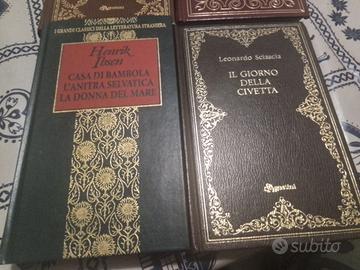 I GRANDI CLASSICI DELLA LETTERATURA STRANIERA
Henrik
Ibsen
CASA DI BAMBOLA
L'ANITRA SELVATICA
LA DONNA DEL MARE
Leonardo Sciascia
IL GIORNO
DELLA
CIVETTA
Agostini
subito